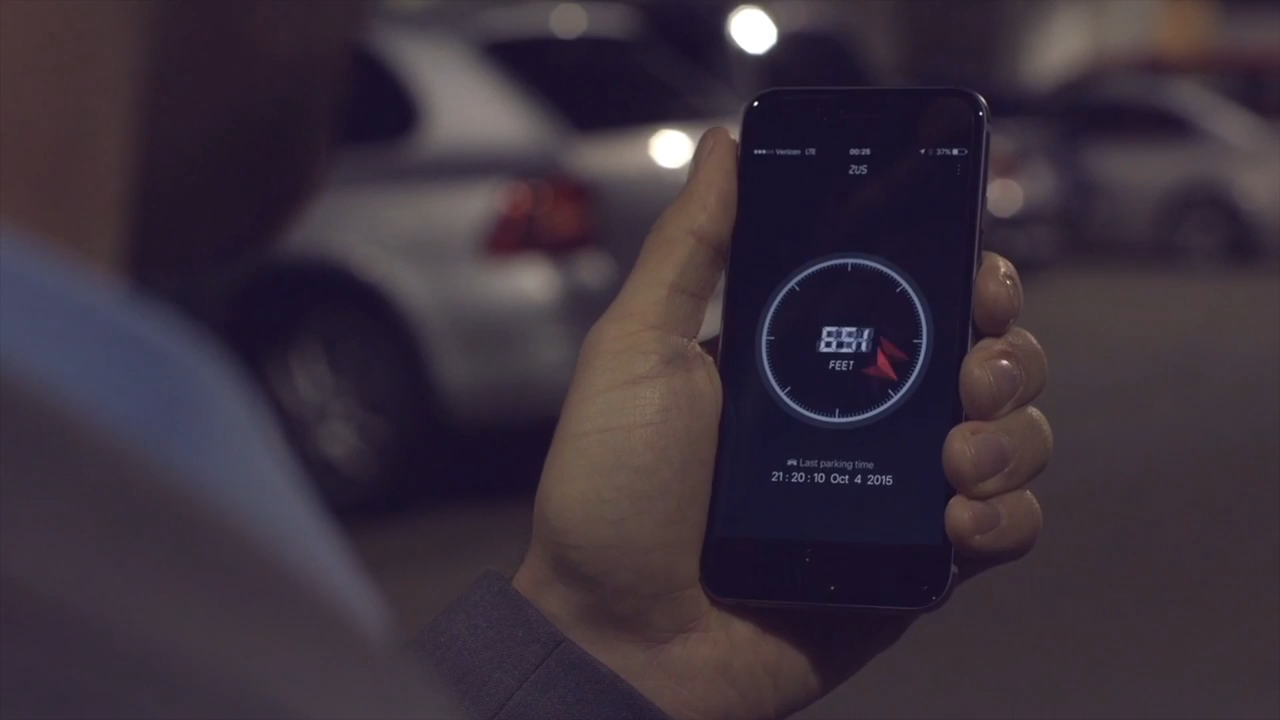 Verizon LTE 00:25 37%
ZUS
FEET
Last parking time
21:20:10 Oct 4 2015